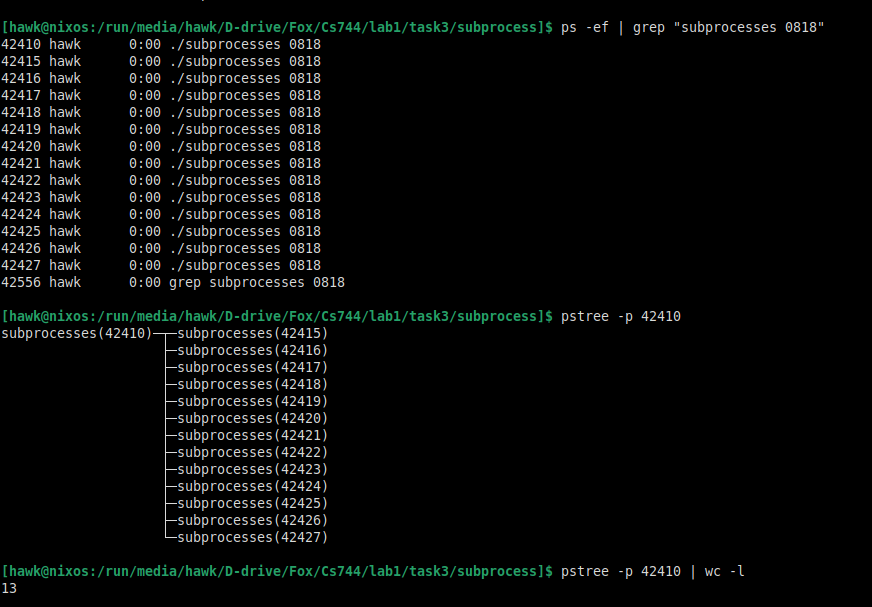 [hawk@nixos:/run/media/hawk/D-drive/Fox/Cs744/lab1/task3/subprocess]$ ps -ef | grep "subprocesses 0818"
42410 hawk      0:00 ./subprocesses 0818
42415 hawk      0:00 ./subprocesses 0818
42416 hawk      0:00 ./subprocesses 0818
42417 hawk      0:00 ./subprocesses 0818
42418 hawk      0:00 ./subprocesses 0818
42419 hawk      0:00 ./subprocesses 0818
42420 hawk      0:00 ./subprocesses 0818
42421 hawk      0:00 ./subprocesses 0818
42422 hawk      0:00 ./subprocesses 0818
42423 hawk      0:00 ./subprocesses 0818
42424 hawk      0:00 ./subprocesses 0818
42425 hawk      0:00 ./subprocesses 0818
42426 hawk      0:00 ./subprocesses 0818
42427 hawk      0:00 ./subprocesses 0818
42556 hawk      0:00 grep subprocesses 0818
[hawk@nixos:/run/media/hawk/D-drive/Fox/Cs744/lab1/task3/subprocess]$ pstree -p 42410
subprocesses(42410)─┬─subprocesses(42415)
                    ├─subprocesses(42416)
                    ├─subprocesses(42417)
                    ├─subprocesses(42418)
                    ├─subprocesses(42419)
                    ├─subprocesses(42420)
                    ├─subprocesses(42421)
                    ├─subprocesses(42422)
                    ├─subprocesses(42423)
                    ├─subprocesses(42424)
                    ├─subprocesses(42425)
                    ├─subprocesses(42426)
                    └─subprocesses(42427)
[hawk@nixos:/run/media/hawk/D-drive/Fox/Cs744/lab1/task3/subprocess]$ pstree -p 42410 | wc -l
13